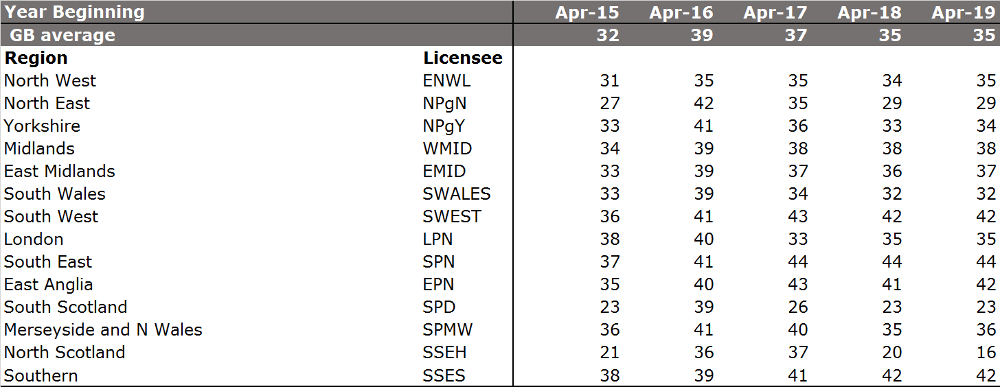 Year Beginning Apr-15 Apr-16 Apr-17 Apr-18 Apr-19
GB average 32 39 37 35 35
Region Licensee
North West ENWL 31 35 35 34 35
North East NPgN 27 42 35 29 29
Yorkshire NPgY 33 41 36 33 34
Midlands WMID 34 39 38 38 38
East Midlands EMID 33 39 37 36 37
South Wales SWALES 33 39 34 32 32
South West SWEST 36 41 43 42 42
London LPN 38 40 33 35 35
South East SPN 37 41 44 44 44
East Anglia EPN 35 40 43 41 42
South Scotland SPD 23 39 26 23 23
Merseyside and N Wales SPMW 36 41 40 35 36
North Scotland SSEH 21 36 37 20 16
Southern SSES 38 39 41 42 42